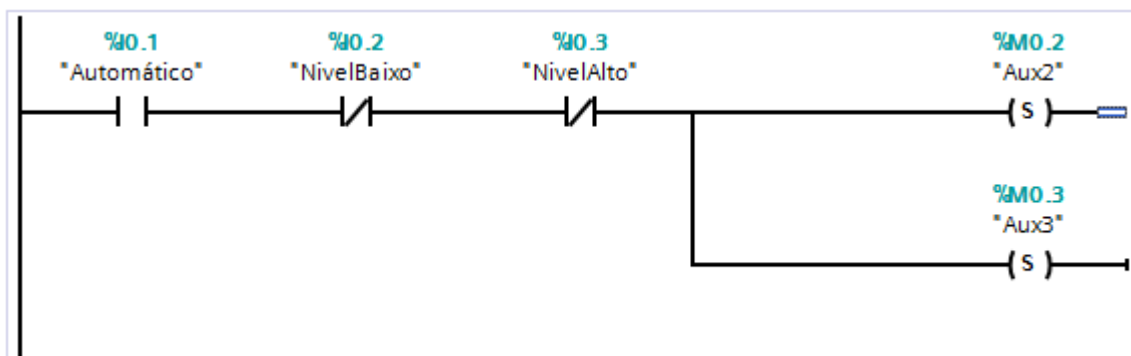 %I0.1
"Automático"
%I0.2
"NivelBaixo"
%I0.3
"NivelAlto"
%M0.2
"Aux2"
S
%M0.3
"Aux3"
S